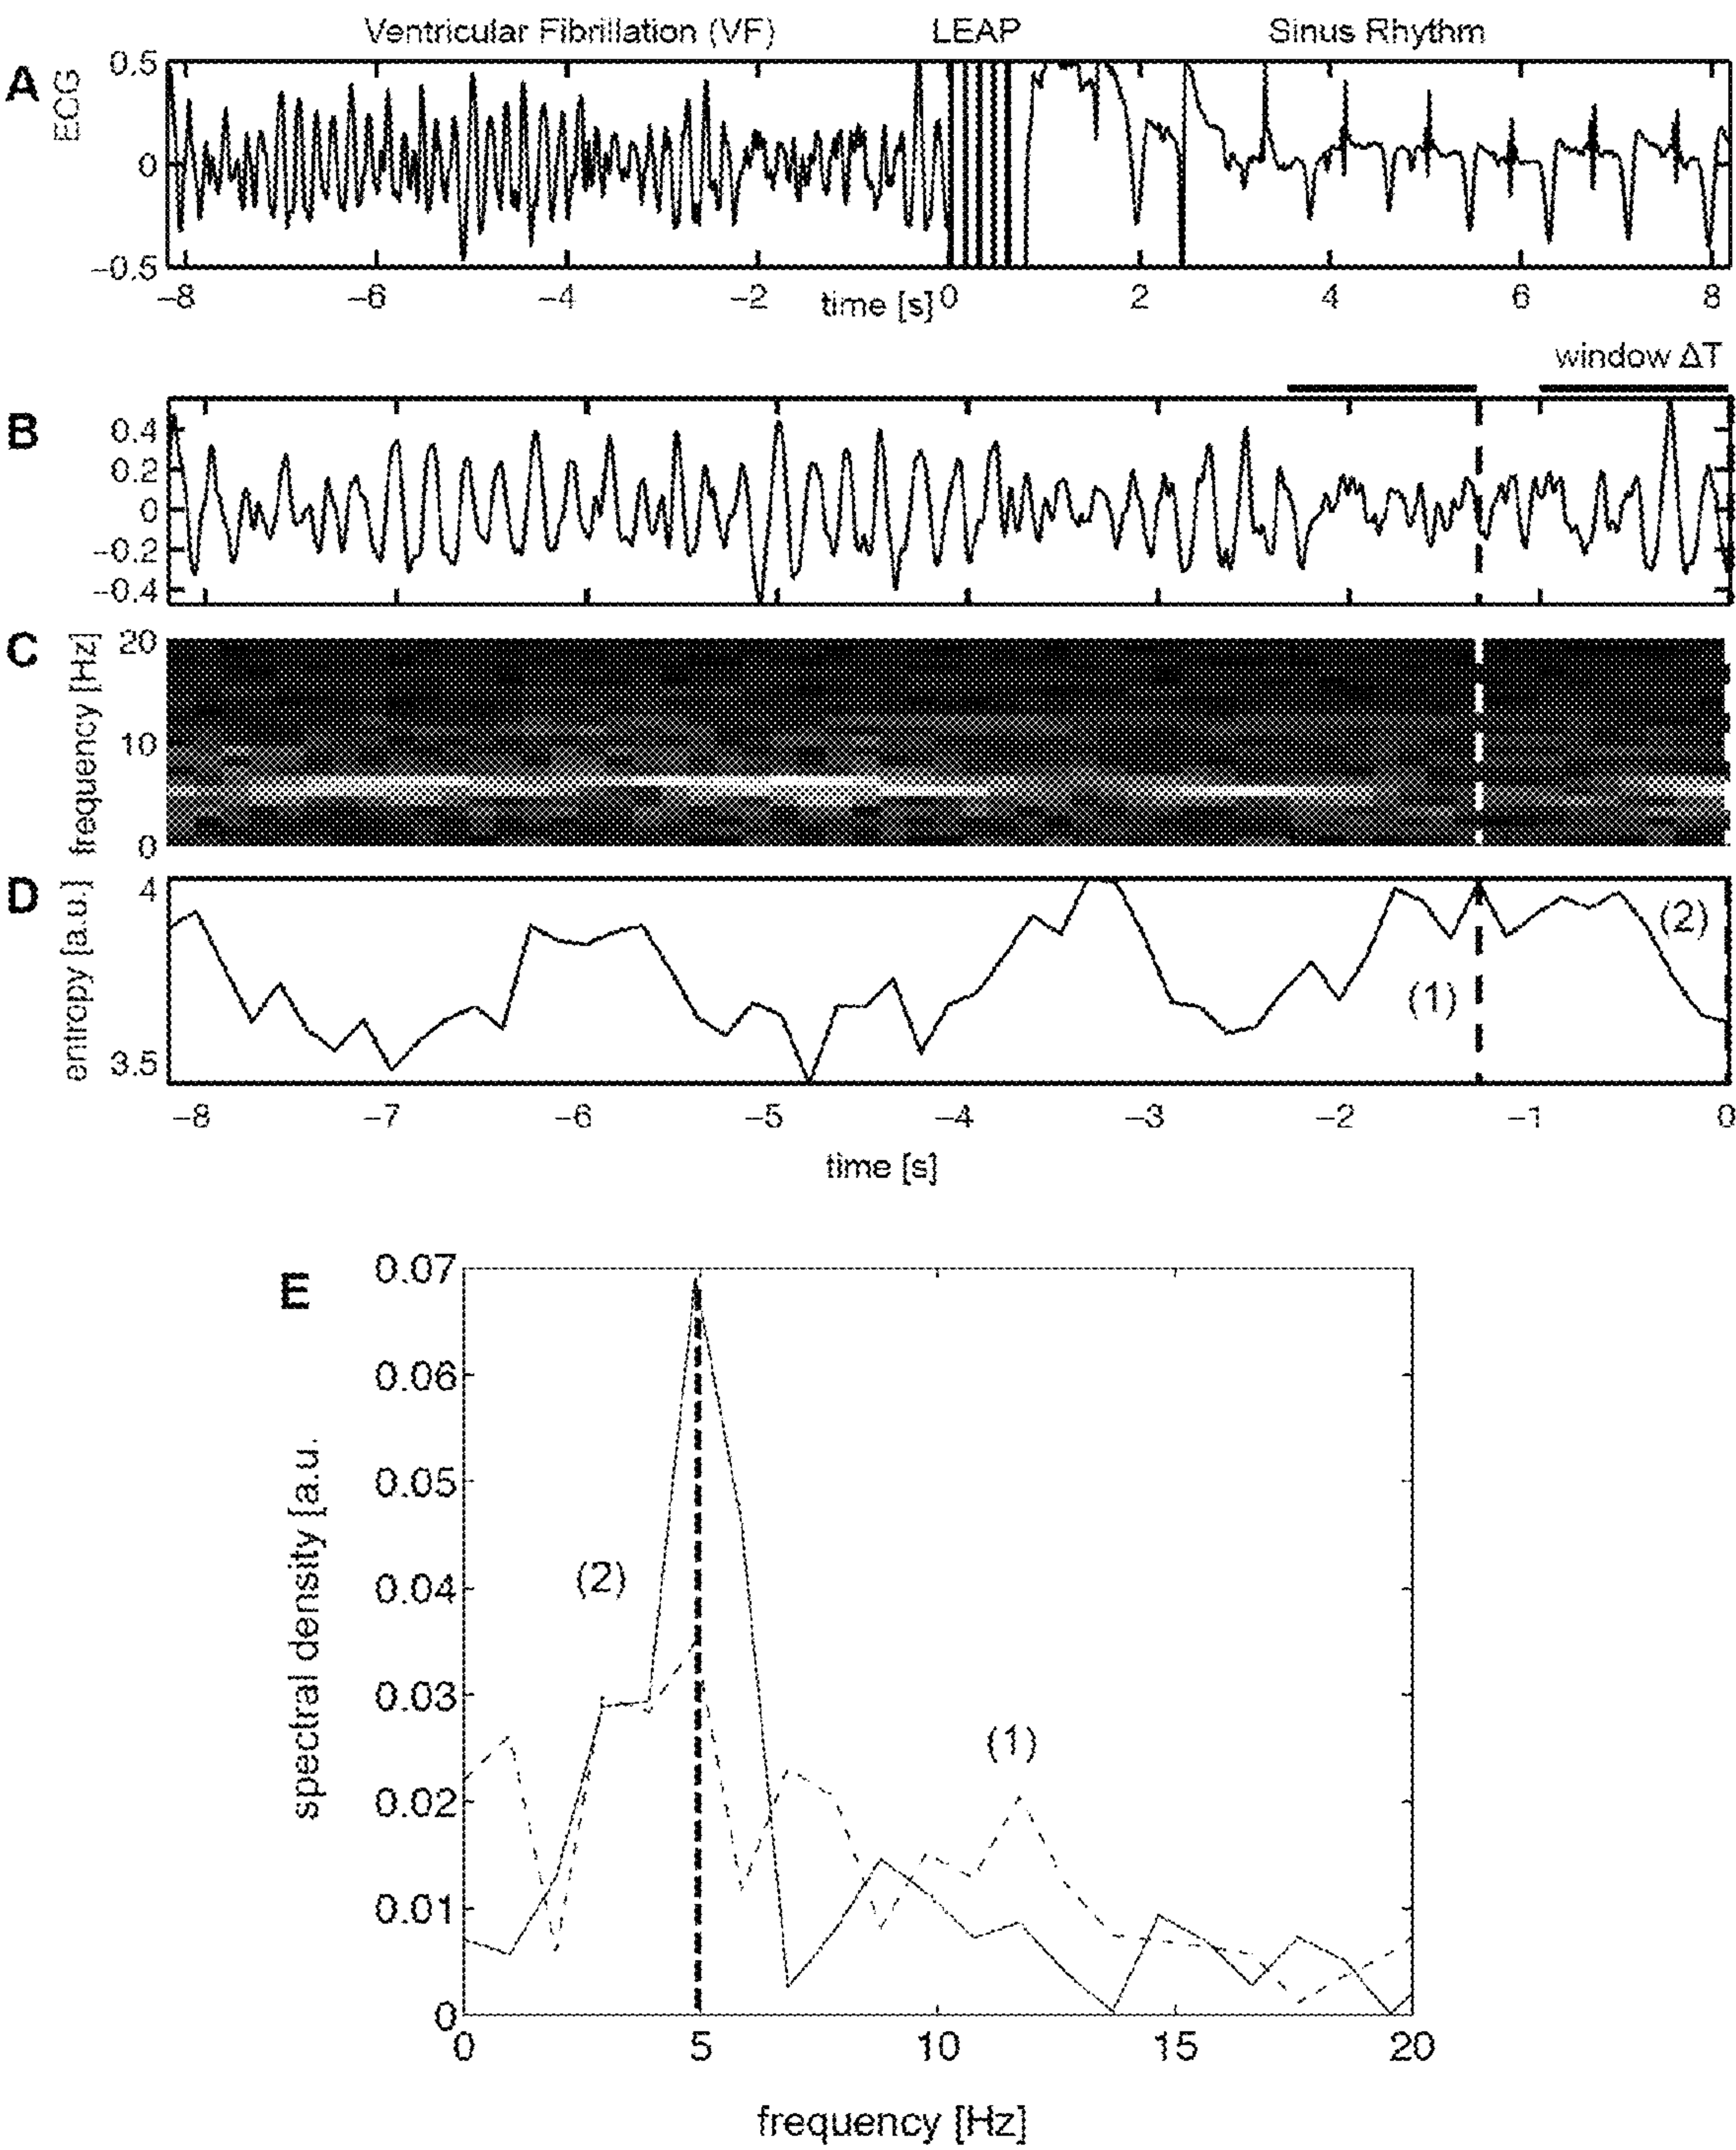 Ventricular Fibrillation (VF) LEAP Sinus Rhythm
A
ECG
0.5
0
−0.5
−8 −6 −4 −2 0 2 4 6 8
time [s]
window ΔT
B
0.4
0.2
0
−0.2
−0.4
C
frequency [Hz]
20
10
0
D
entropy [a.u.]
4
3.5
(1)
(2)
−8 −7 −6 −5 −4 −3 −2 −1 0
time [s]
E
spectral density [a.u.
0.07
0.06
0.05
0.04
0.03
0.02
0.01
0
(2)
(1)
0 5 10 15 20
frequency [Hz]